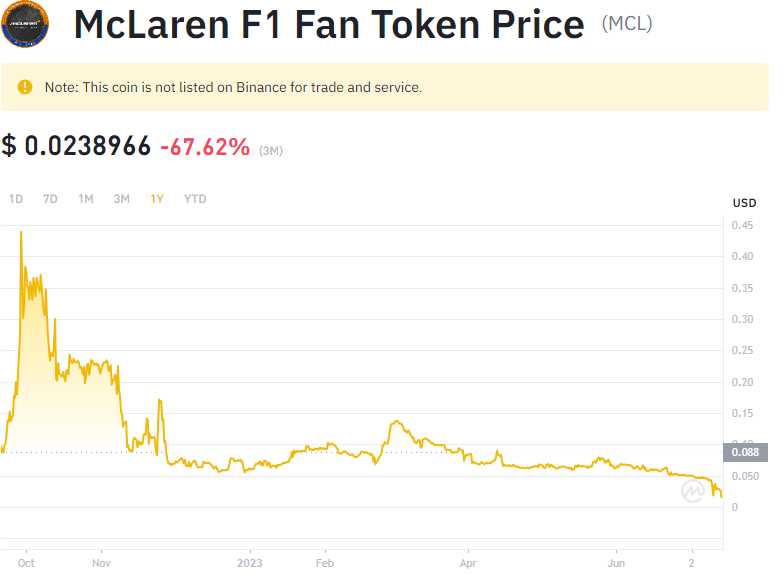 McLaren F1 Fan Token Price (MCL)
Note: This coin is not listed on Binance for trade and service.
$ 0.0238966 -67.62% (3M)
1D 7D 1M 3M 1Y YTD
USD
0.45
0.40
0.35
0.30
0.25
0.20
0.15
0.10
0.088
0.050
0
Oct Nov 2023 Feb Apr Jun 2